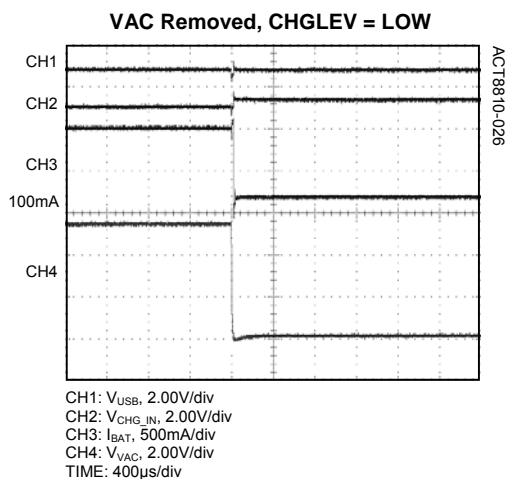 VAC Removed, CHGLEV = LOW
CH1
CH2
CH3
100mA
CH4
ACT8810-026
CH1: VUSB, 2.00V/div
CH2: VCHG_IN, 2.00V/div
CH3: IBAT, 500mA/div
CH4: VVAC, 2.00V/div
TIME: 400µs/div